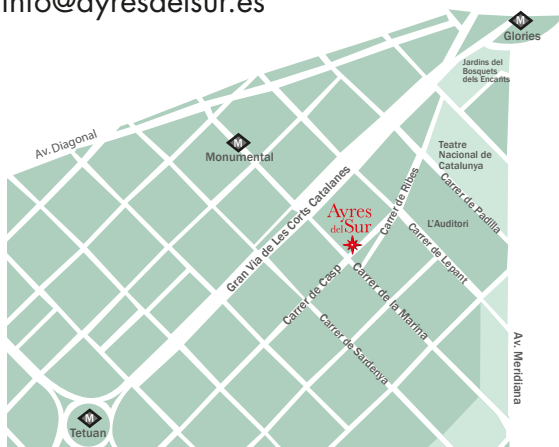 info@ayresdelsur.es
M
Glories
Jardins del
Bosquets
dels Encants
Av. Diagonal
M
Monumental
Teatre
Nacional de
Catalunya
Gran Via de Les Corts Catalanes
Carrer de Ribes
Carrer de Padilla
Ayres
del Sur
L'Auditori
Carrer de Lepant
Carrer de Casp
Carrer de la Marina
Carrer de Sardenya
Av. Meridiana
M
Tetuan